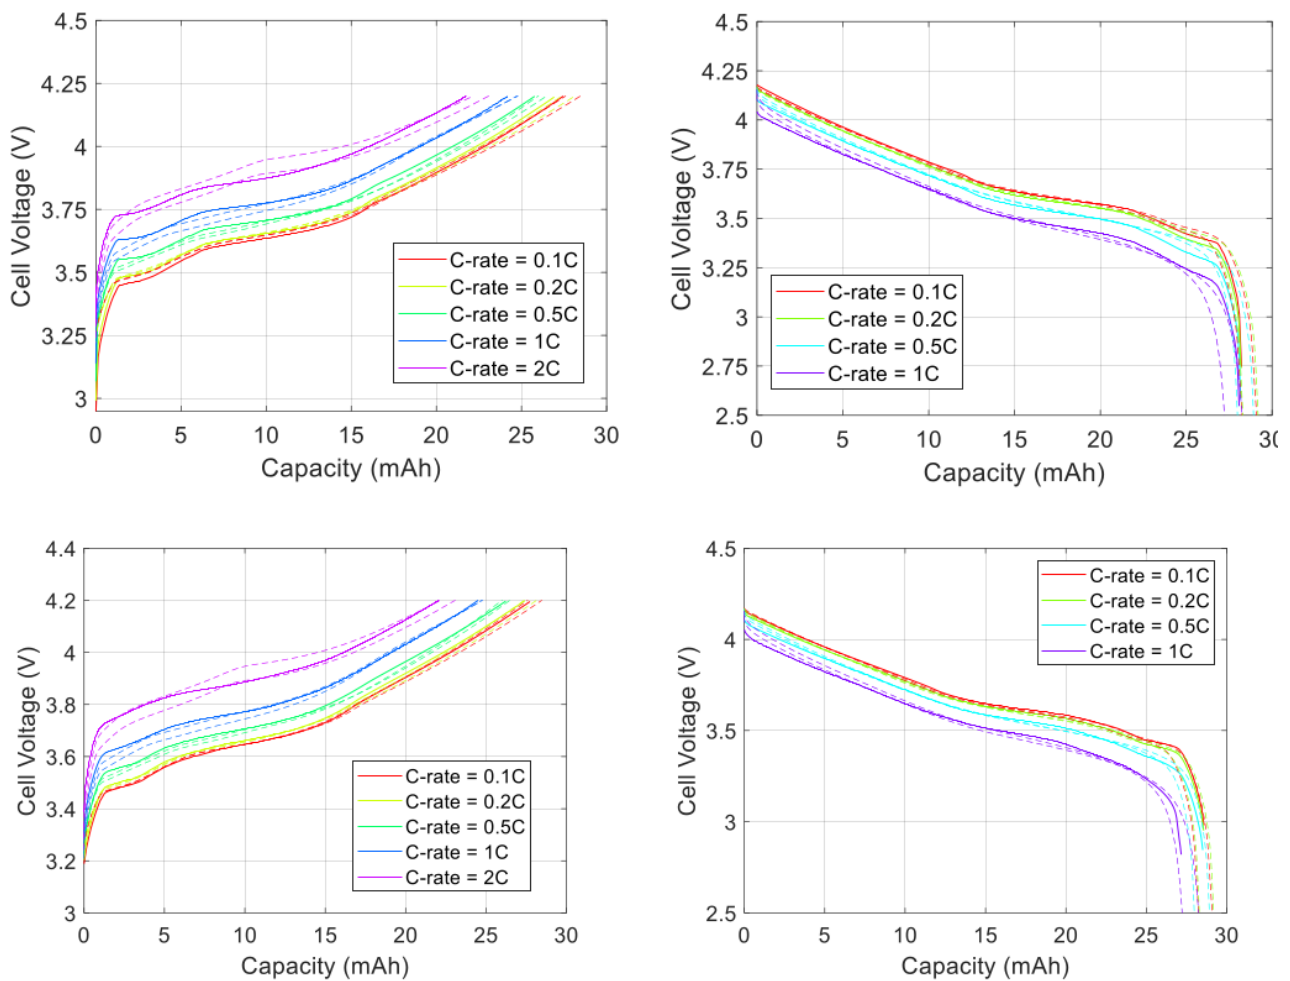 4.5
4.25
4
3.75
3.5
3.25
3
Cell Voltage (V)
C-rate = 0.1C
C-rate = 0.2C
C-rate = 0.5C
C-rate = 1C
C-rate = 2C
0 5 10 15 20 25 30
Capacity (mAh)
4.5
4.25
4
3.75
3.5
3.25
3
2.75
2.5
Cell Voltage (V)
C-rate = 0.1C
C-rate = 0.2C
C-rate = 0.5C
C-rate = 1C
0 5 10 15 20 25 30
Capacity (mAh)
4.4
4.2
4
3.8
3.6
3.4
3.2
3
Cell Voltage (V)
C-rate = 0.1C
C-rate = 0.2C
C-rate = 0.5C
C-rate = 1C
C-rate = 2C
0 5 10 15 20 25 30
Capacity (mAh)
4.5
4
3.5
3
2.5
Cell Voltage (V)
C-rate = 0.1C
C-rate = 0.2C
C-rate = 0.5C
C-rate = 1C
0 5 10 15 20 25 30
Capacity (mAh)